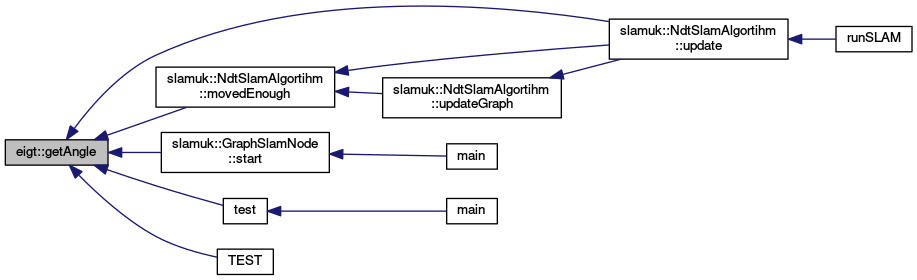 eigt::getAngle
slamuk::NdtSlamAlgortihm
::update
runSLAM
slamuk::NdtSlamAlgortihm
::movedEnough
slamuk::NdtSlamAlgortihm
::updateGraph
slamuk::GraphSlamNode
::start
main
test
main
TEST